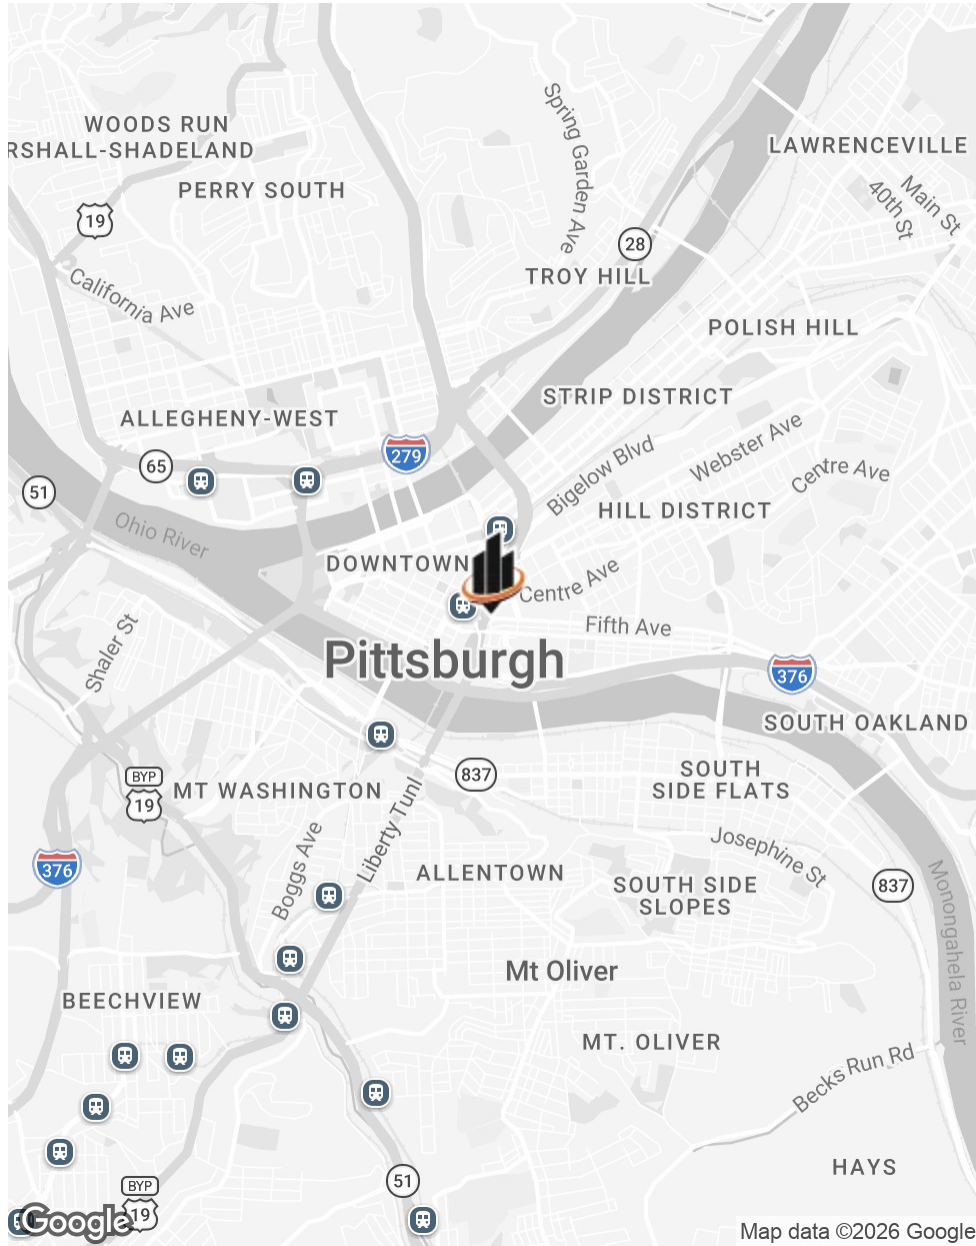 WOODS RUN
RSHALL-SHADELAND
LAWRENCEVILLE
PERRY SOUTH
Spring Garden Ave
Main St
40th St
19
28
TROY HILL
California Ave
POLISH HILL
STRIP DISTRICT
ALLEGHENY-WEST
279
65
51
Bigelow Blvd
Webster Ave
Centre Ave
HILL DISTRICT
Ohio River
DOWNTOWN
Centre Ave
Fifth Ave
Shaler St
Pittsburgh
376
SOUTH OAKLAND
BYP
19
MT WASHINGTON
837
SOUTH
SIDE FLATS
Liberty Tunl
Boggs Ave
376
ALLENTOWN
Josephine St
SOUTH SIDE
SLOPES
837
Monongahela River
Mt Oliver
BEECHVIEW
MT. OLIVER
Becks Run Rd
HAYS
51
BYP
19
Google
Map data ©2026 Google